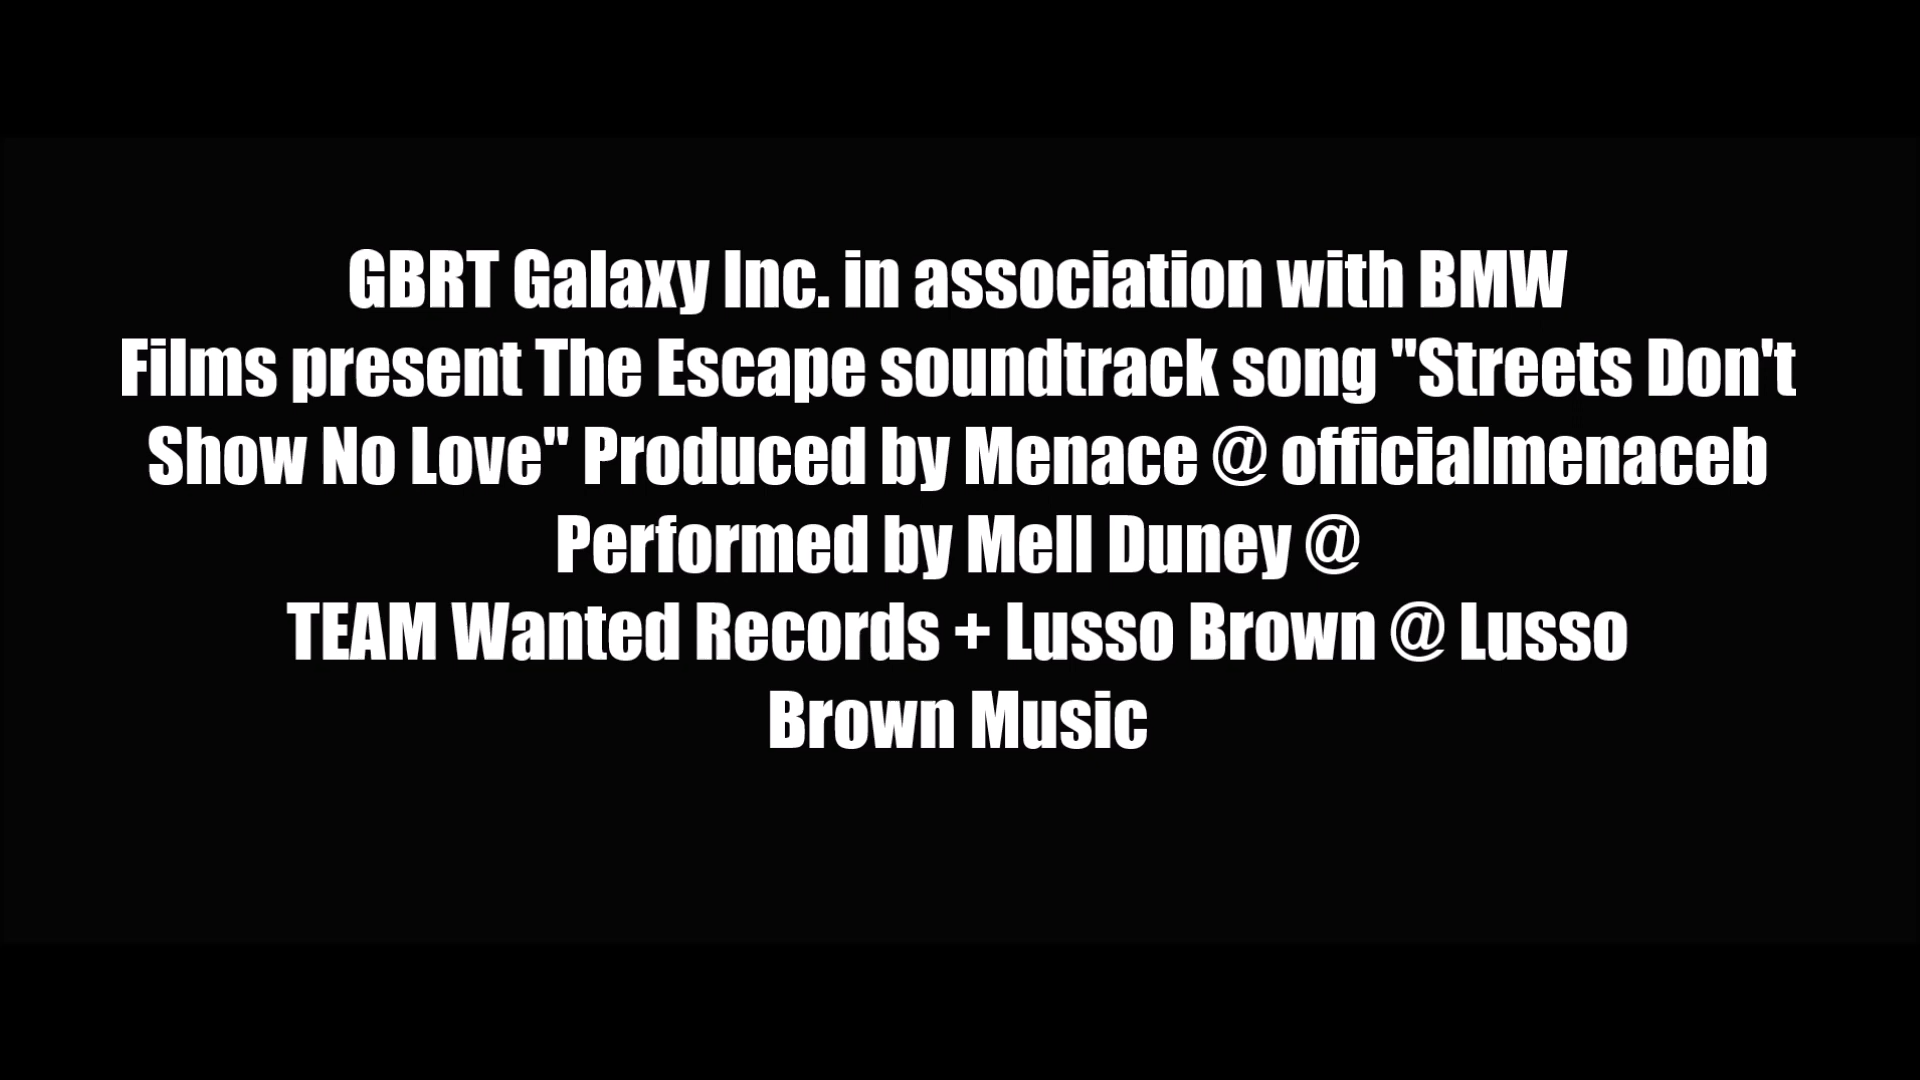 GBRT Galaxy Inc. in association with BMW
Films present The Escape soundtrack song "Streets Don't
Show No Love" Produced by Menace @ officialmenaceb
Performed by Mell Duney @
TEAM Wanted Records + Lusso Brown @ Lusso
Brown Music